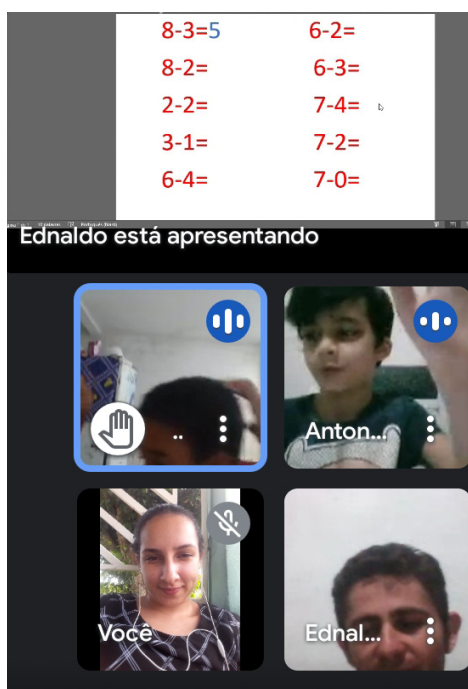 8-3=5 6-2=
8-2= 6-3=
2-2= 7-4=
3-1= 7-2=
6-4= 7-0=
Ednaldo está apresentando
..
Anton...
Você
Ednal...